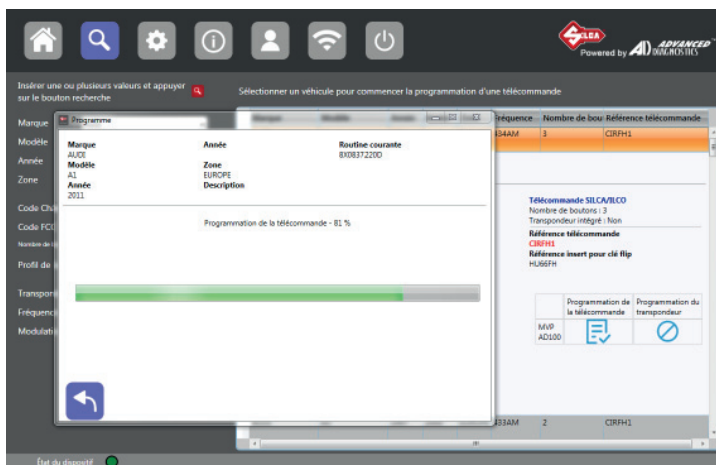 SILCA
Powered by AD ADVANCED DIAGNOSTICS
Insérer une ou plusieurs valeurs et appuyer
sur le bouton recherche
Sélectionner un véhicule pour commencer la programmation d'une télécommande
Marque
Modèle
Année
Zone
Code
Code FCC
Profil de
Fréquence
Nombre de bou
Référence télécommande
434AM
3
CIRFH1
Programme
Marque
AUDI
Modèle
A1
Année
2011
Année
Zone
EUROPE
Description
Routine courante
8X0837220D
Programmation de la télécommande - 81 %
Télécommande SILCA/ILCO
Nombre de boutons : 3
Transpondeur intégré : Non
Référence télécommande
CIRFH1
Référence insert pour clé flip
HU66FH
Programmation de
la télécommande
Programmation du
transpondeur
MVP
AD100
433AM
2
CIRFH1
État du dispositif